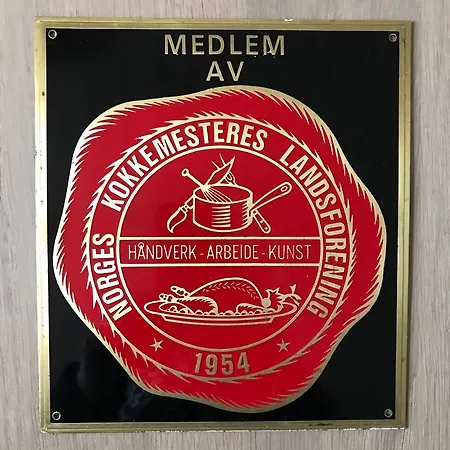 MEDLEM
AV
NORGES KOKKEMESTERES LANDSFORENING
HÅNDVERK - ARBEIDE - KUNST
1954